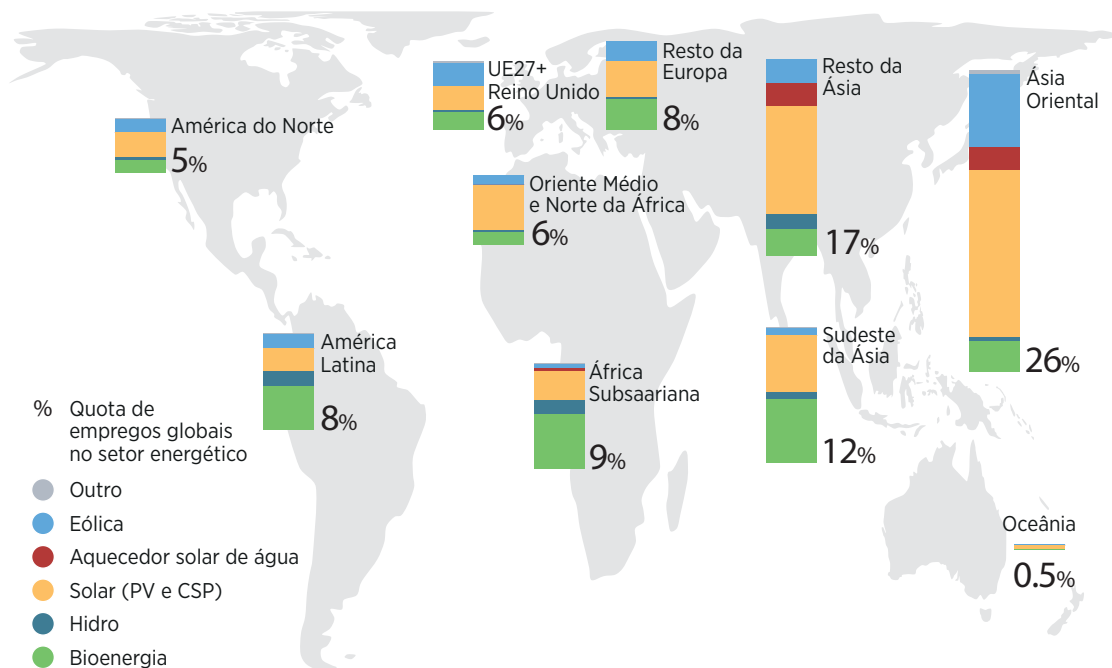 América do Norte
5%
UE27+
Reino Unido
6%
Resto da
Europa
8%
Resto da
Ásia
17%
Ásia
Oriental
26%
Oriente Médio
e Norte da África
6%
América
Latina
8%
África
Subsaariana
9%
Sudeste
da Ásia
12%
Oceânia
0.5%
% Quota de
empregos globais
no setor energético
Outro
Eólica
Aquecedor solar de água
Solar (PV e CSP)
Hidro
Bioenergia